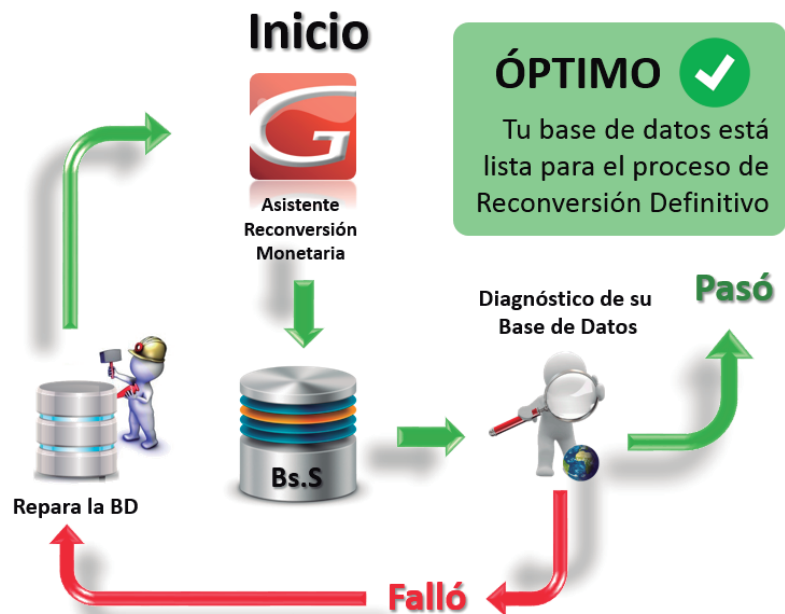 Inicio
G
Asistente
Reconversión
Monetaria
ÓPTIMO
Tu base de datos está
lista para el proceso de
Reconversión Definitivo
Pasó
Diagnóstico de su
Base de Datos
Bs.S
Repara la BD
Falló